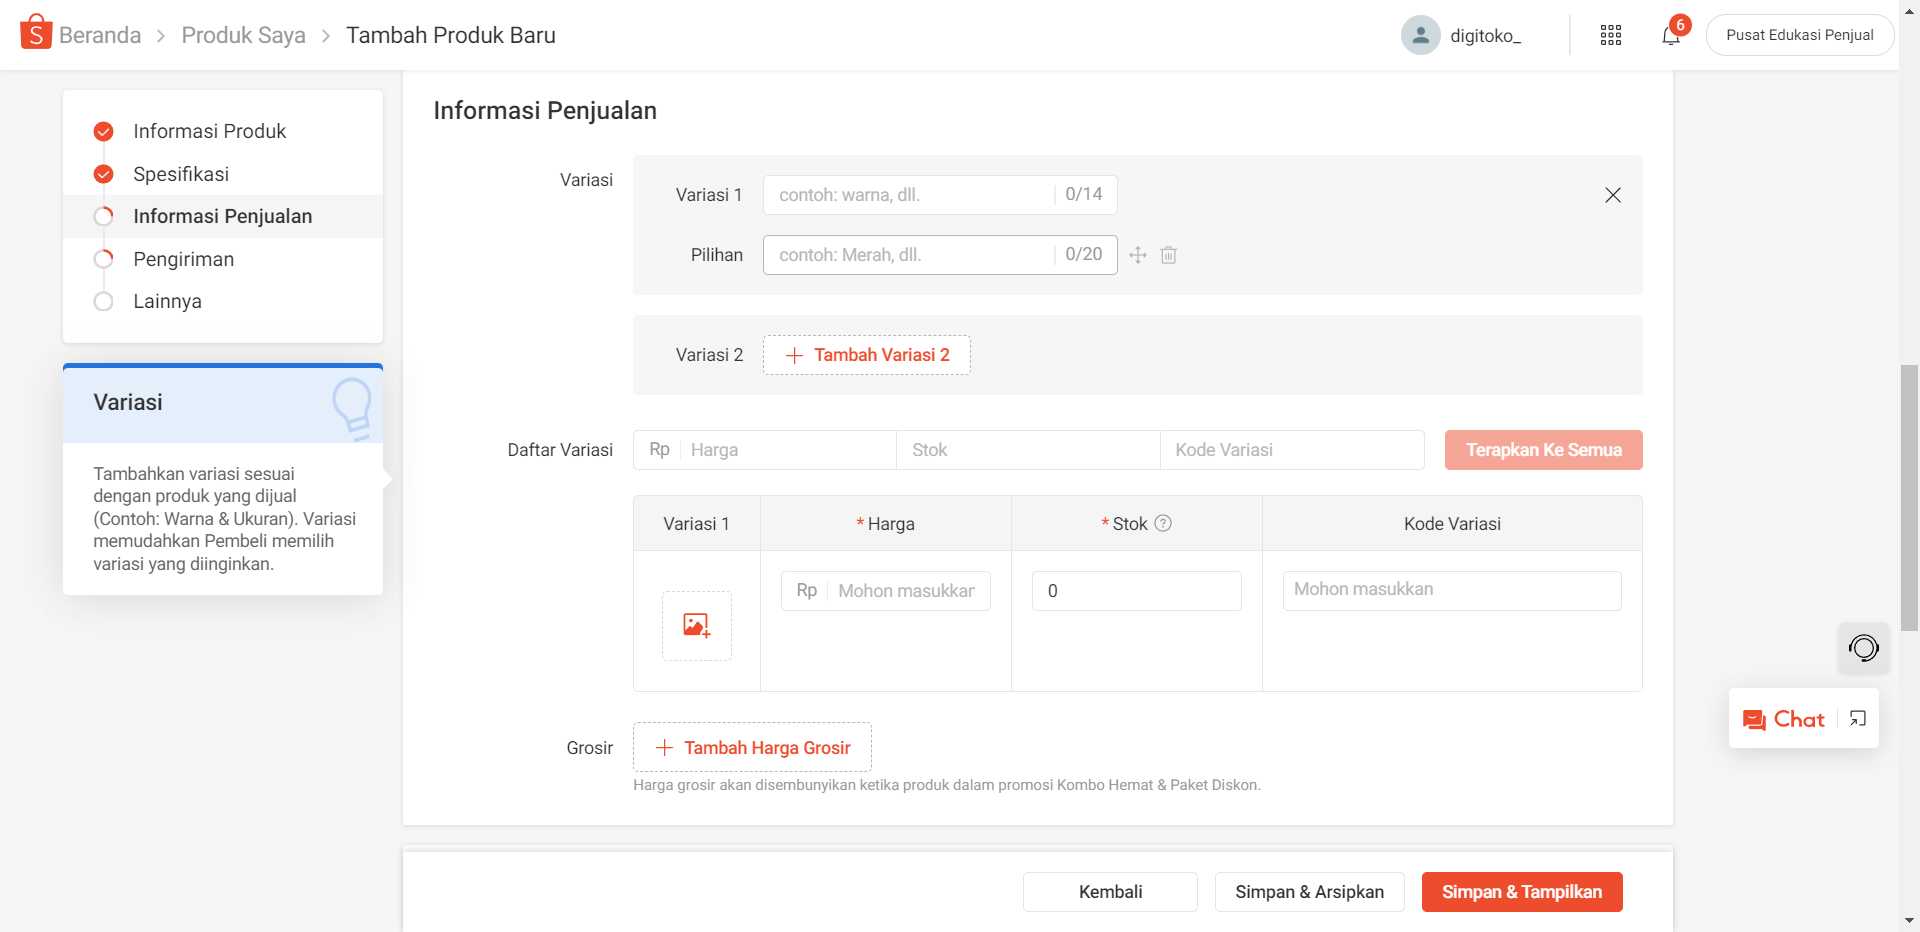 Beranda > Produk Saya > Tambah Produk Baru
digitoko_
6
Pusat Edukasi Penjual
Informasi Produk
Spesifikasi
Informasi Penjualan
Pengiriman
Lainnya
Variasi
Tambahkan variasi sesuai
dengan produk yang dijual
(Contoh: Warna & Ukuran). Variasi
memudahkan Pembeli memilih
variasi yang diinginkan.
Informasi Penjualan
Variasi
Variasi 1
contoh: warna, dll.
0/14
Pilihan
contoh: Merah, dll.
0/20
Variasi 2
Tambah Variasi 2
Daftar Variasi
Rp
Harga
Stok
Kode Variasi
Terapkan Ke Semua
Variasi 1
* Harga
* Stok ?
Kode Variasi
Rp
Mohon masukkan
0
Mohon masukkan
Grosir
Tambah Harga Grosir
Harga grosir akan disembunyikan ketika produk dalam promosi Kombo Hemat & Paket Diskon.
Chat
Kembali
Simpan & Arsipkan
Simpan & Tampilkan